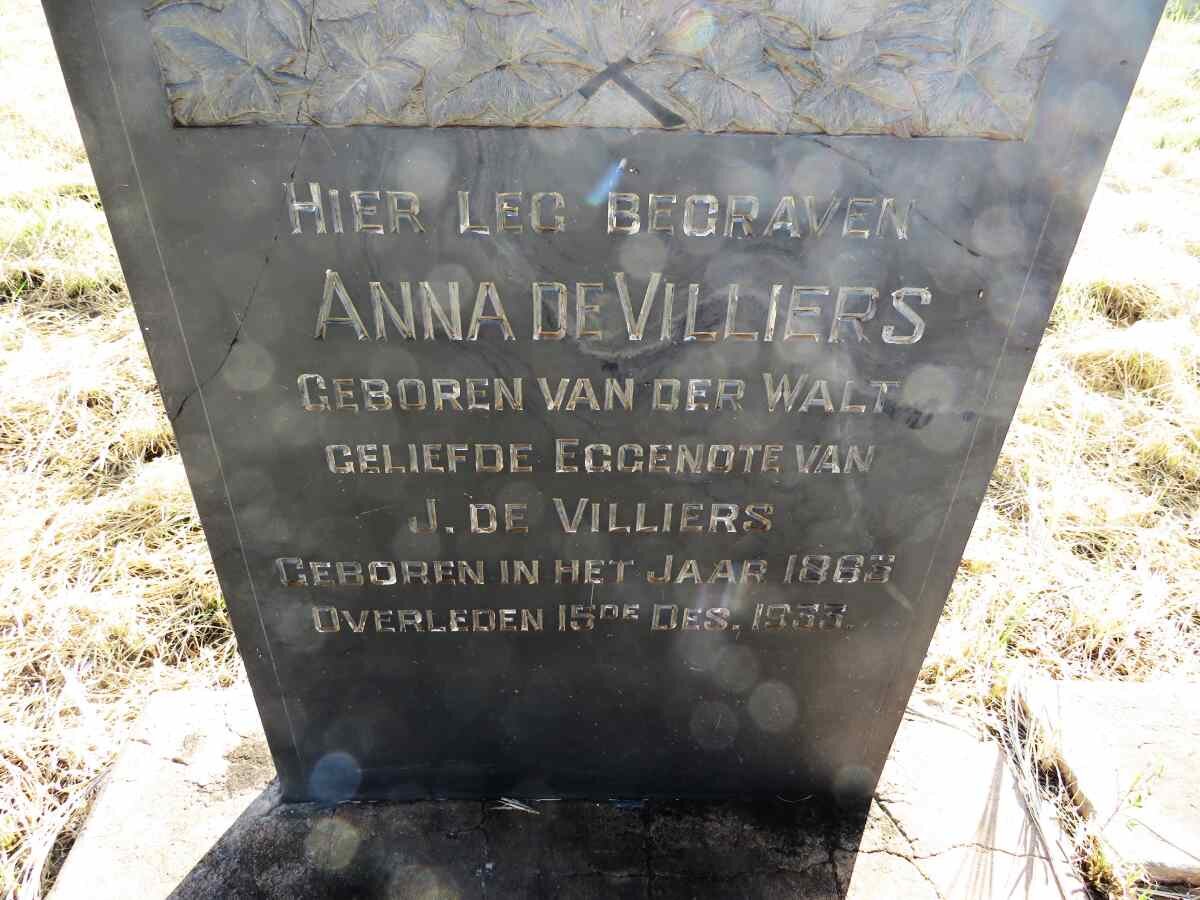 HIER LEG BEGRAVEN
ANNA DE VILLIERS
GEBOREN VAN DER WALT
GELIEFDE EGGENOTE VAN
J. DE VILLIERS
GEBOREN IN HET JAAR
OVERLEDEN 15DE DES. 1933.